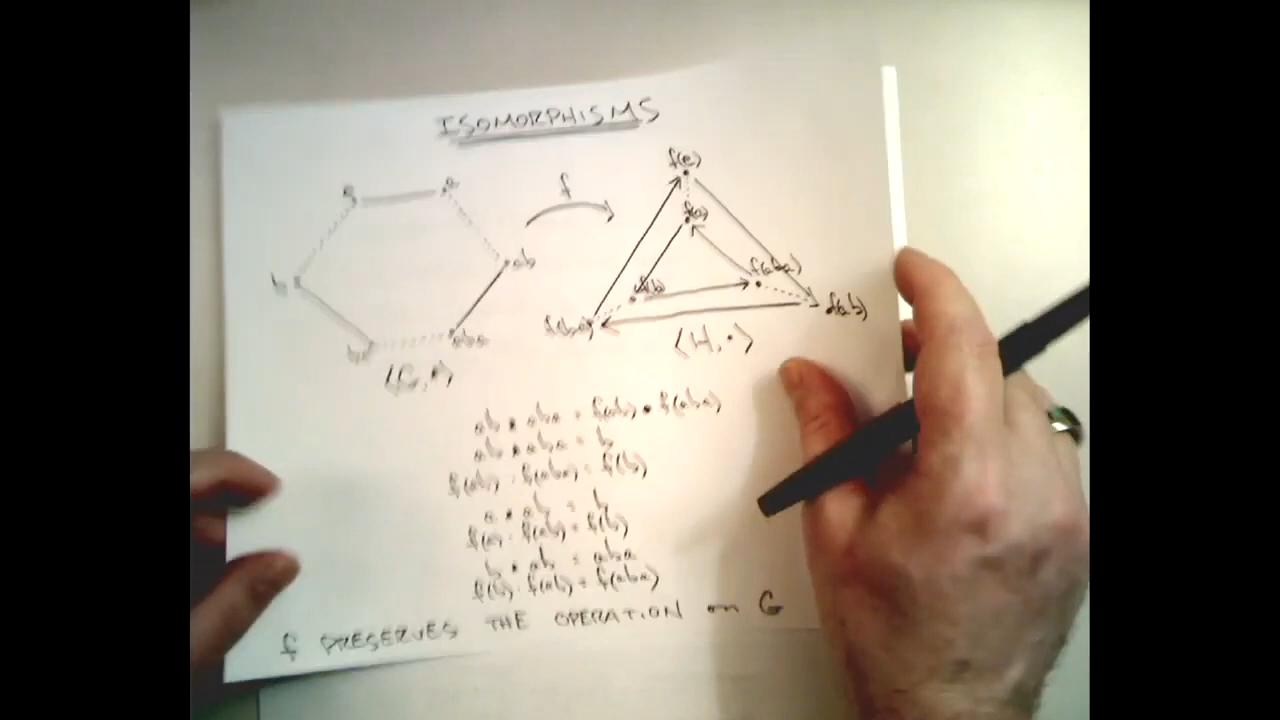 ISOMORPHISMS
f(e)
f
f(a)
ab
f(aba)
f(ab)
aba
⟨H, •⟩
⟨G, *⟩
ab * aba = f(ab) • f(aba)
ab * aba = b
f(ab) · f(aba) = f(b)
a * ab = b
f(a) · f(ab) = f(b)
b * ab = aba
f(b) · f(ab) = f(aba)
f PRESERVES THE OPERATION on G